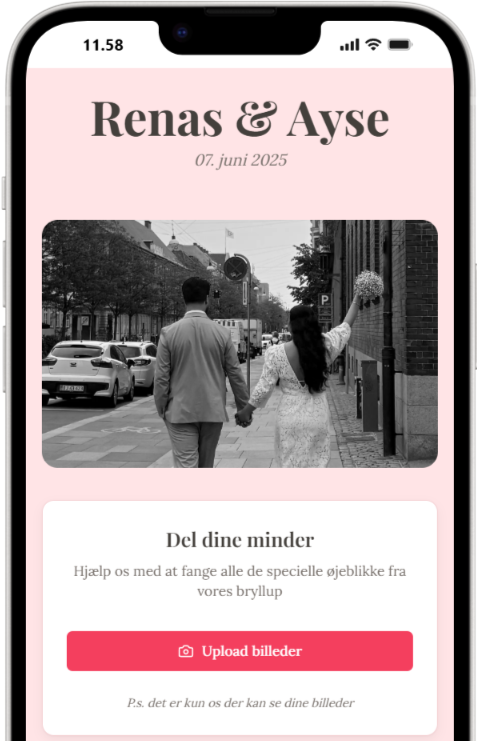 11.58
Renas & Ayse
07. juni 2025
P
Del dine minder
Hjælp os med at fange alle de specielle øjeblikke fra
vores bryllup
Upload billeder
P.s. det er kun os der kan se dine billeder